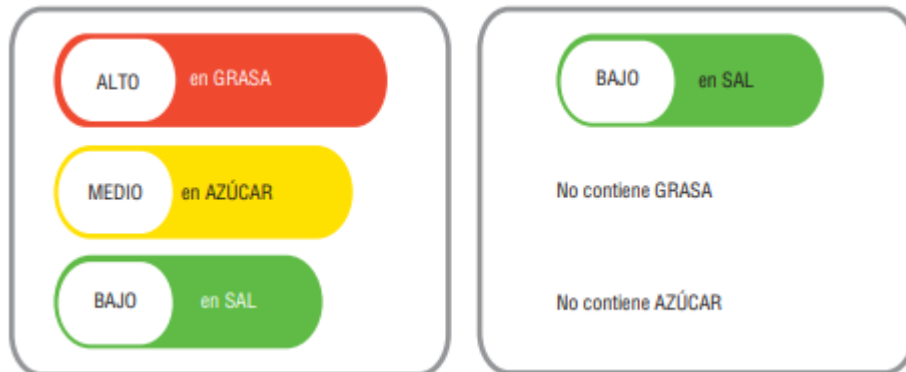 ALTO en GRASA
MEDIO en AZÚCAR
BAJO en SAL
BAJO en SAL
No contiene GRASA
No contiene AZÚCAR